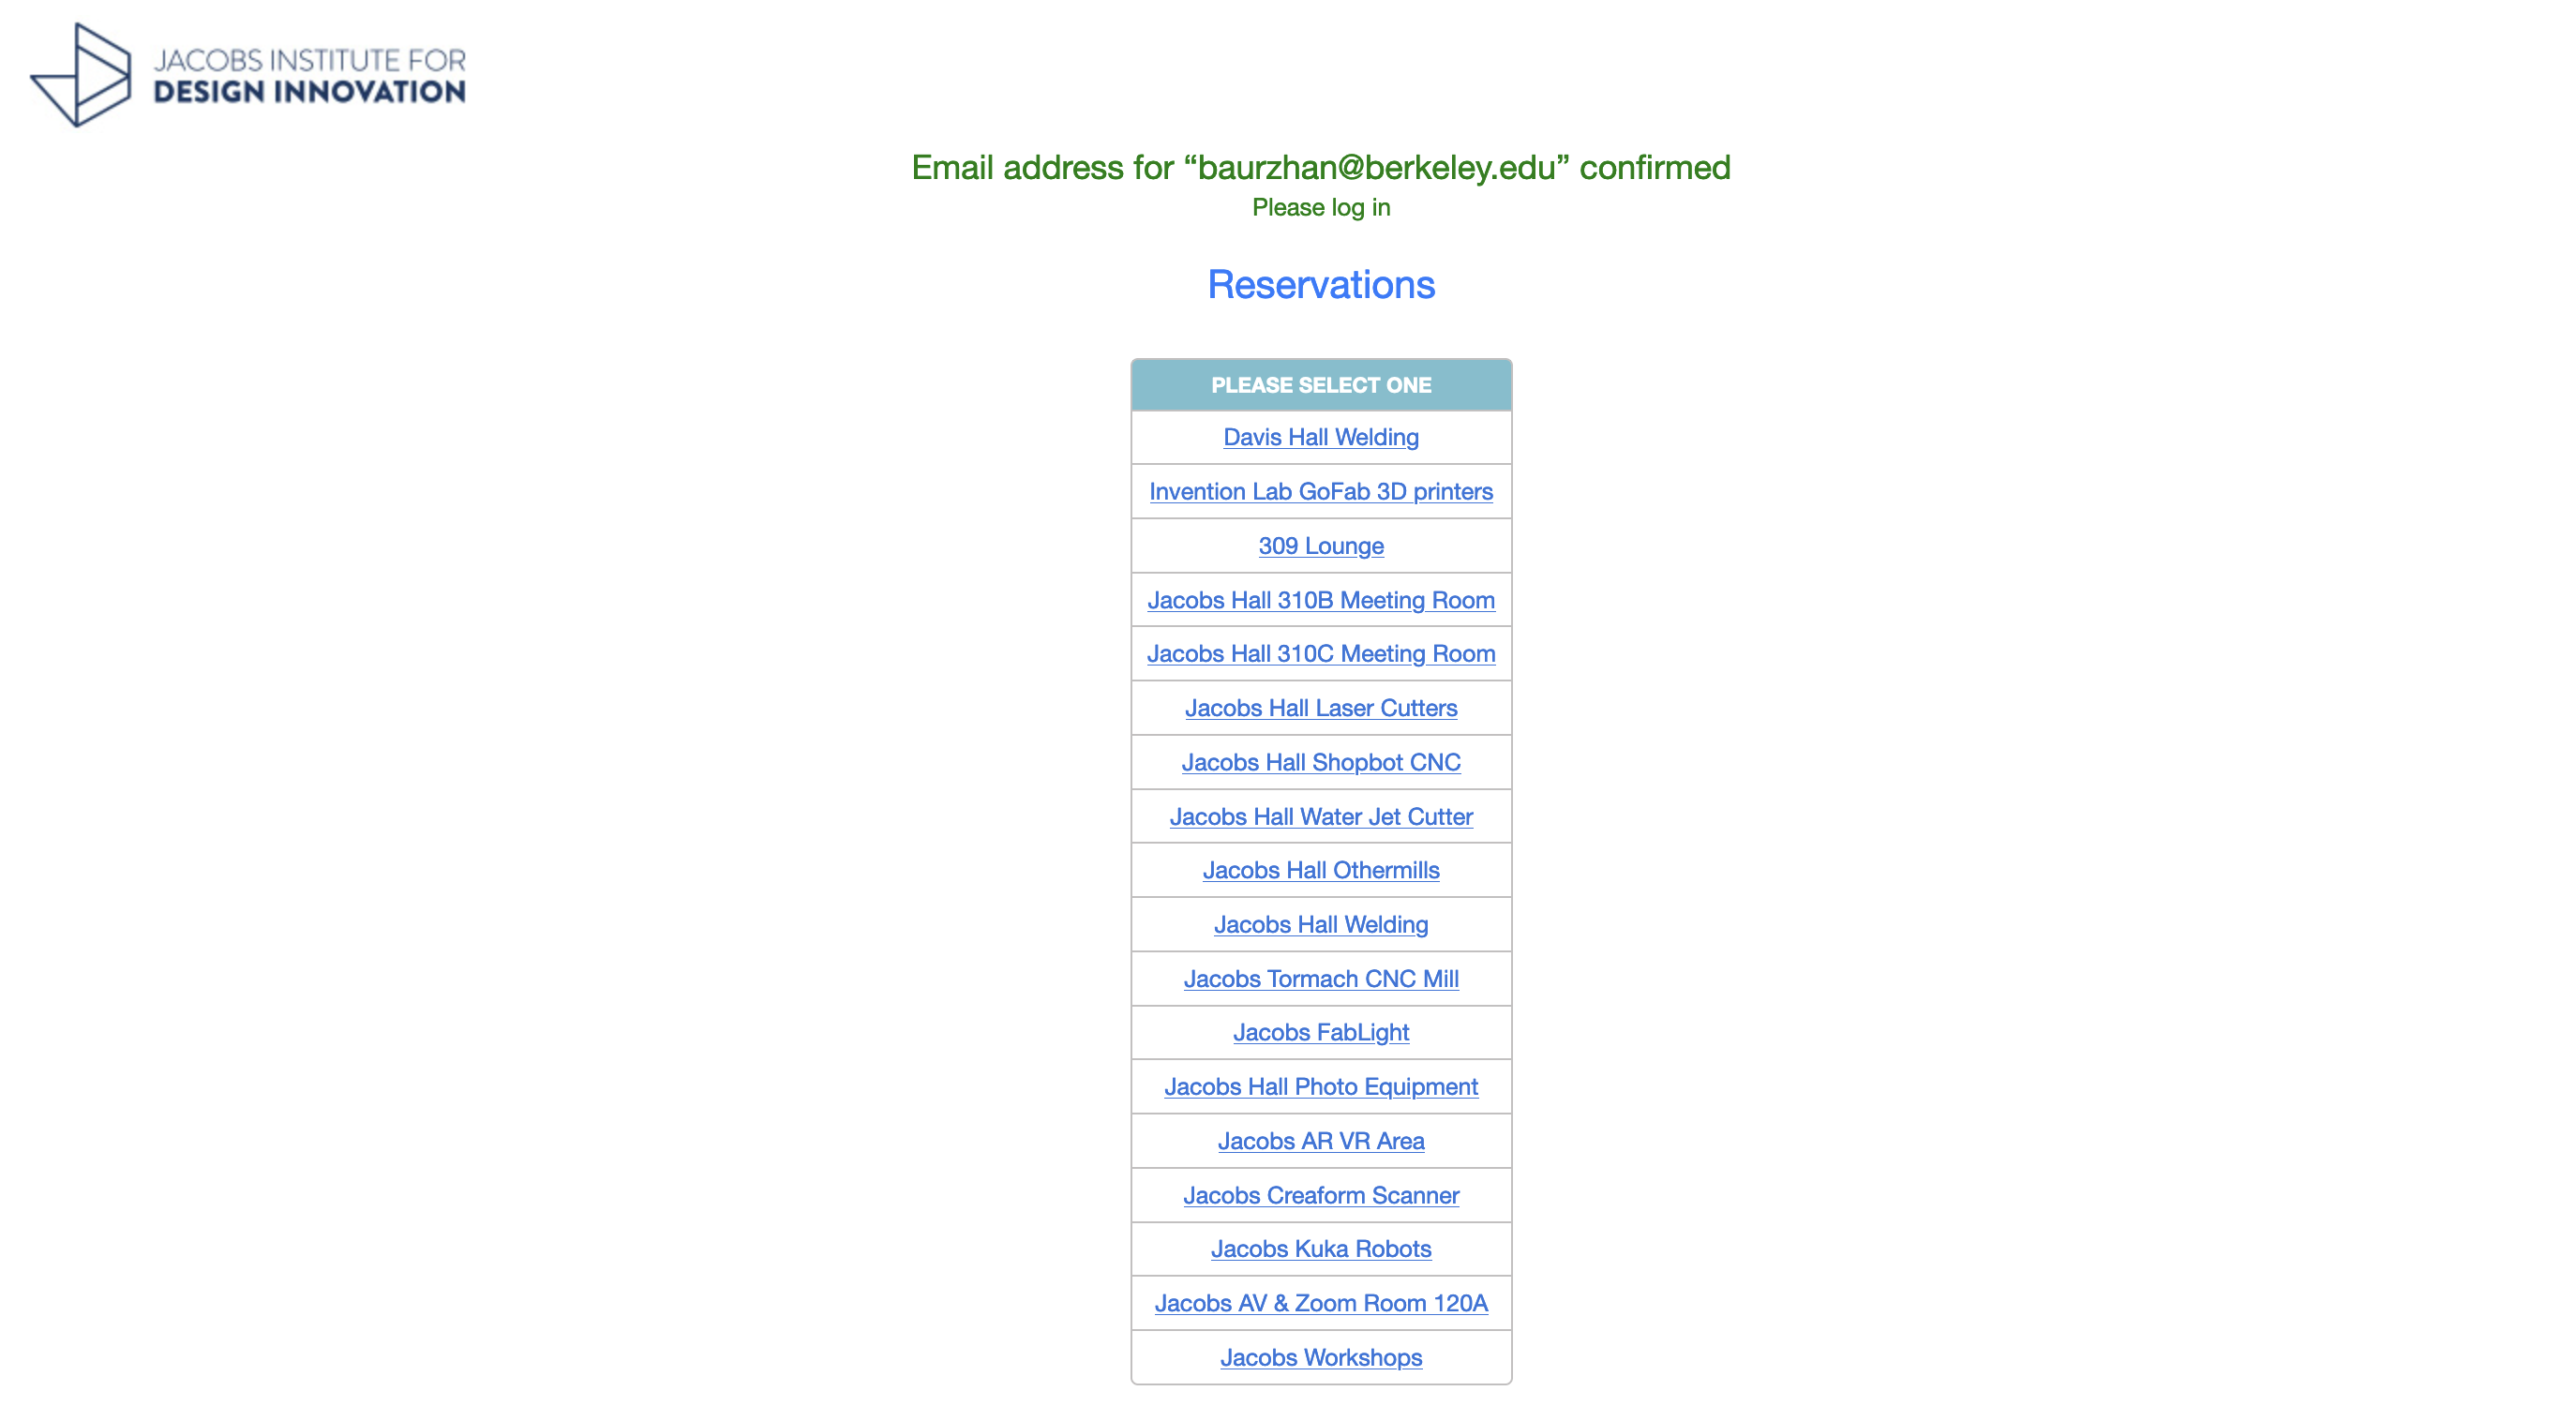 JACOBS INSTITUTE FOR
DESIGN INNOVATION
Email address for “baurzhan@berkeley.edu” confirmed
Please log in
Reservations
PLEASE SELECT ONE
Davis Hall Welding
Invention Lab GoFab 3D printers
309 Lounge
Jacobs Hall 310B Meeting Room
Jacobs Hall 310C Meeting Room
Jacobs Hall Laser Cutters
Jacobs Hall Shopbot CNC
Jacobs Hall Water Jet Cutter
Jacobs Hall Othermills
Jacobs Hall Welding
Jacobs Tormach CNC Mill
Jacobs FabLight
Jacobs Hall Photo Equipment
Jacobs AR VR Area
Jacobs Creaform Scanner
Jacobs Kuka Robots
Jacobs AV & Zoom Room 120A
Jacobs Workshops